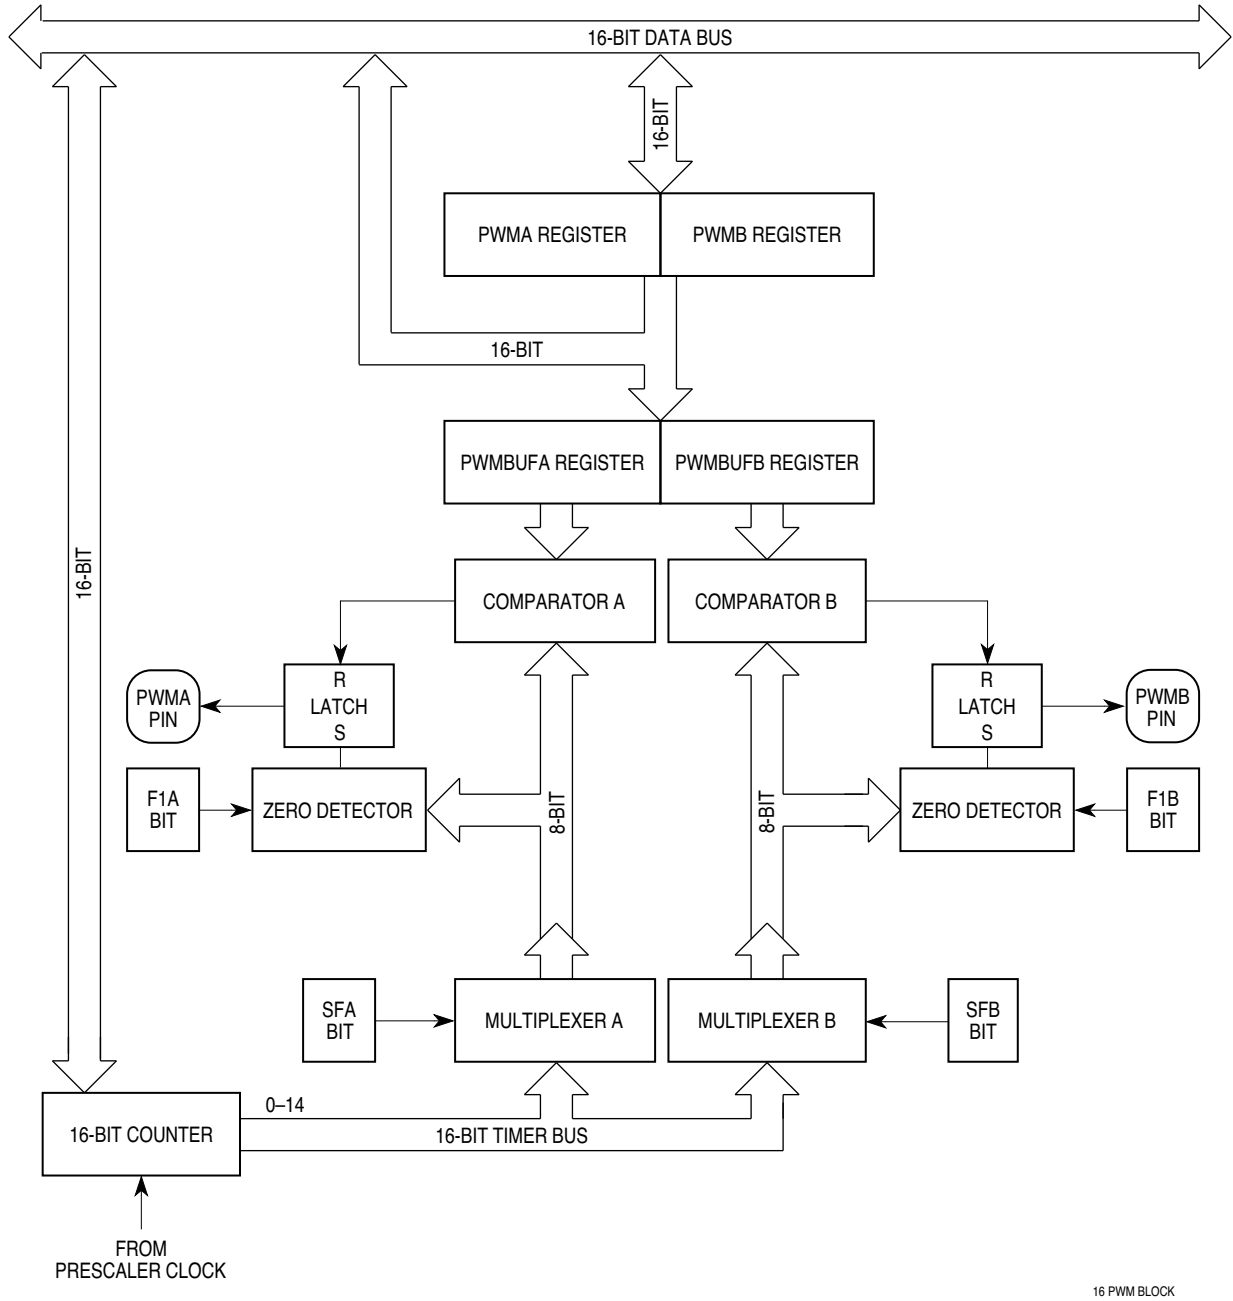 16-BIT DATA BUS
16-BIT
PWMA REGISTER
PWMB REGISTER
16-BIT
PWMBUFA REGISTER
PWMBUFB REGISTER
16-BIT
COMPARATOR A
COMPARATOR B
PWMA
PIN
R
LATCH
S
R
LATCH
S
PWMB
PIN
F1A
BIT
ZERO DETECTOR
8-BIT
8-BIT
ZERO DETECTOR
F1B
BIT
SFA
BIT
MULTIPLEXER A
MULTIPLEXER B
SFB
BIT
0–14
16-BIT COUNTER
16-BIT TIMER BUS
FROM
PRESCALER CLOCK
16 PWM BLOCK